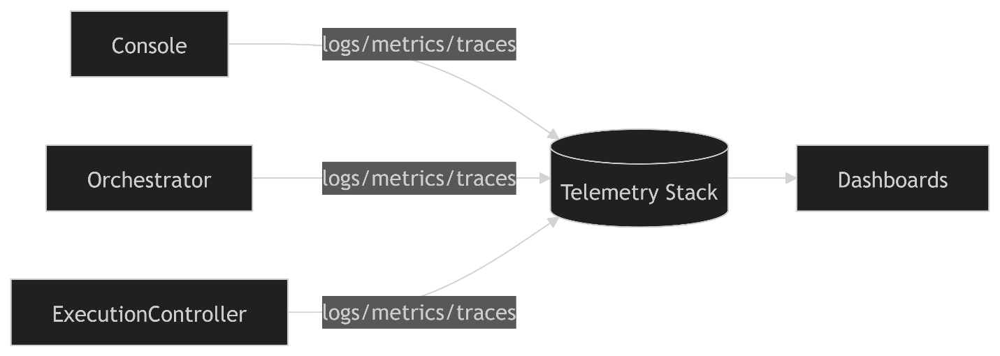 Console
logs/metrics/traces
Orchestrator
logs/metrics/traces
Telemetry Stack
Dashboards
ExecutionController
logs/metrics/traces